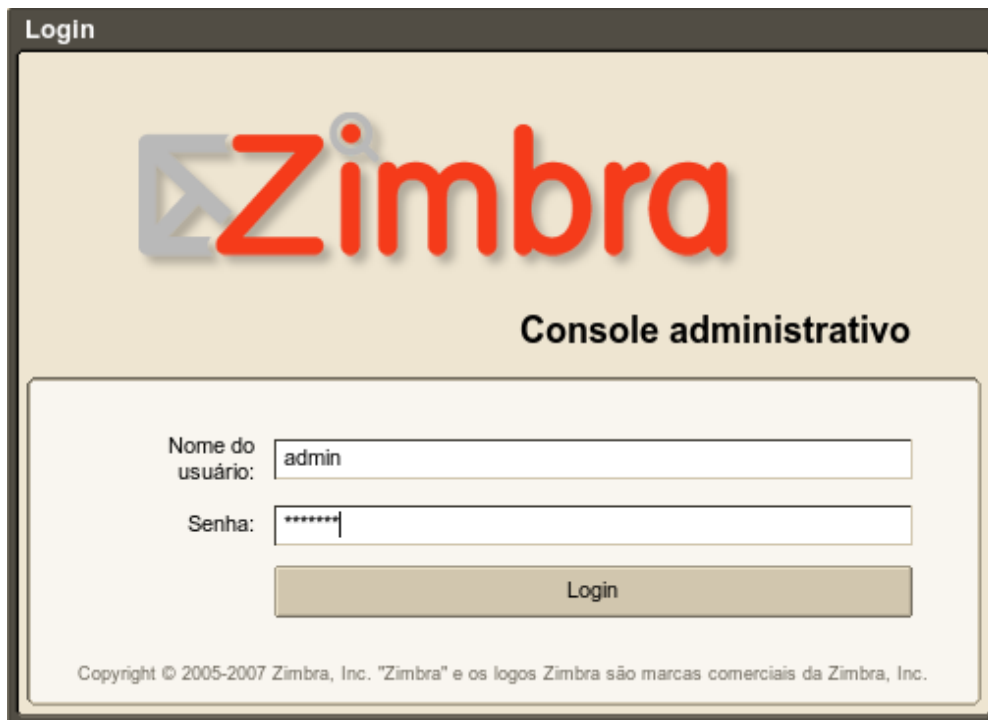 Login
Zimbra
Console administrativo
Nome do
usuário:
admin
Senha:
*******
Login
Copyright © 2005-2007 Zimbra, Inc. "Zimbra" e os logos Zimbra são marcas comerciais da Zimbra, Inc.